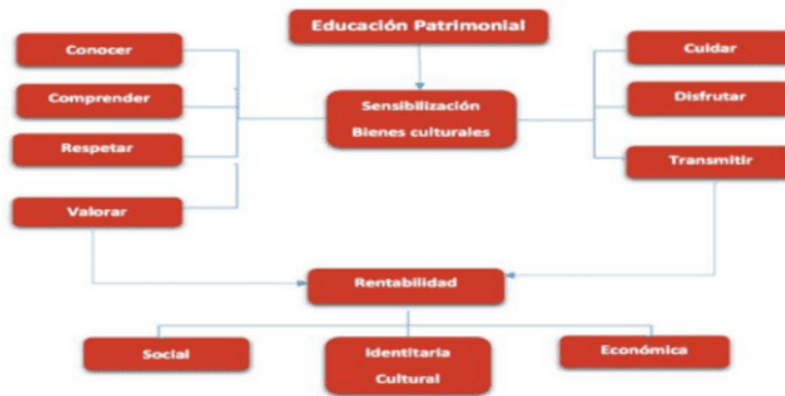 Educación Patrimonial
Conocer
Comprender
Respetar
Valorar
Sensibilización
Bienes culturales
Cuidar
Disfrutar
Transmitir
Rentabilidad
Social
Identitaria
Cultural
Económica